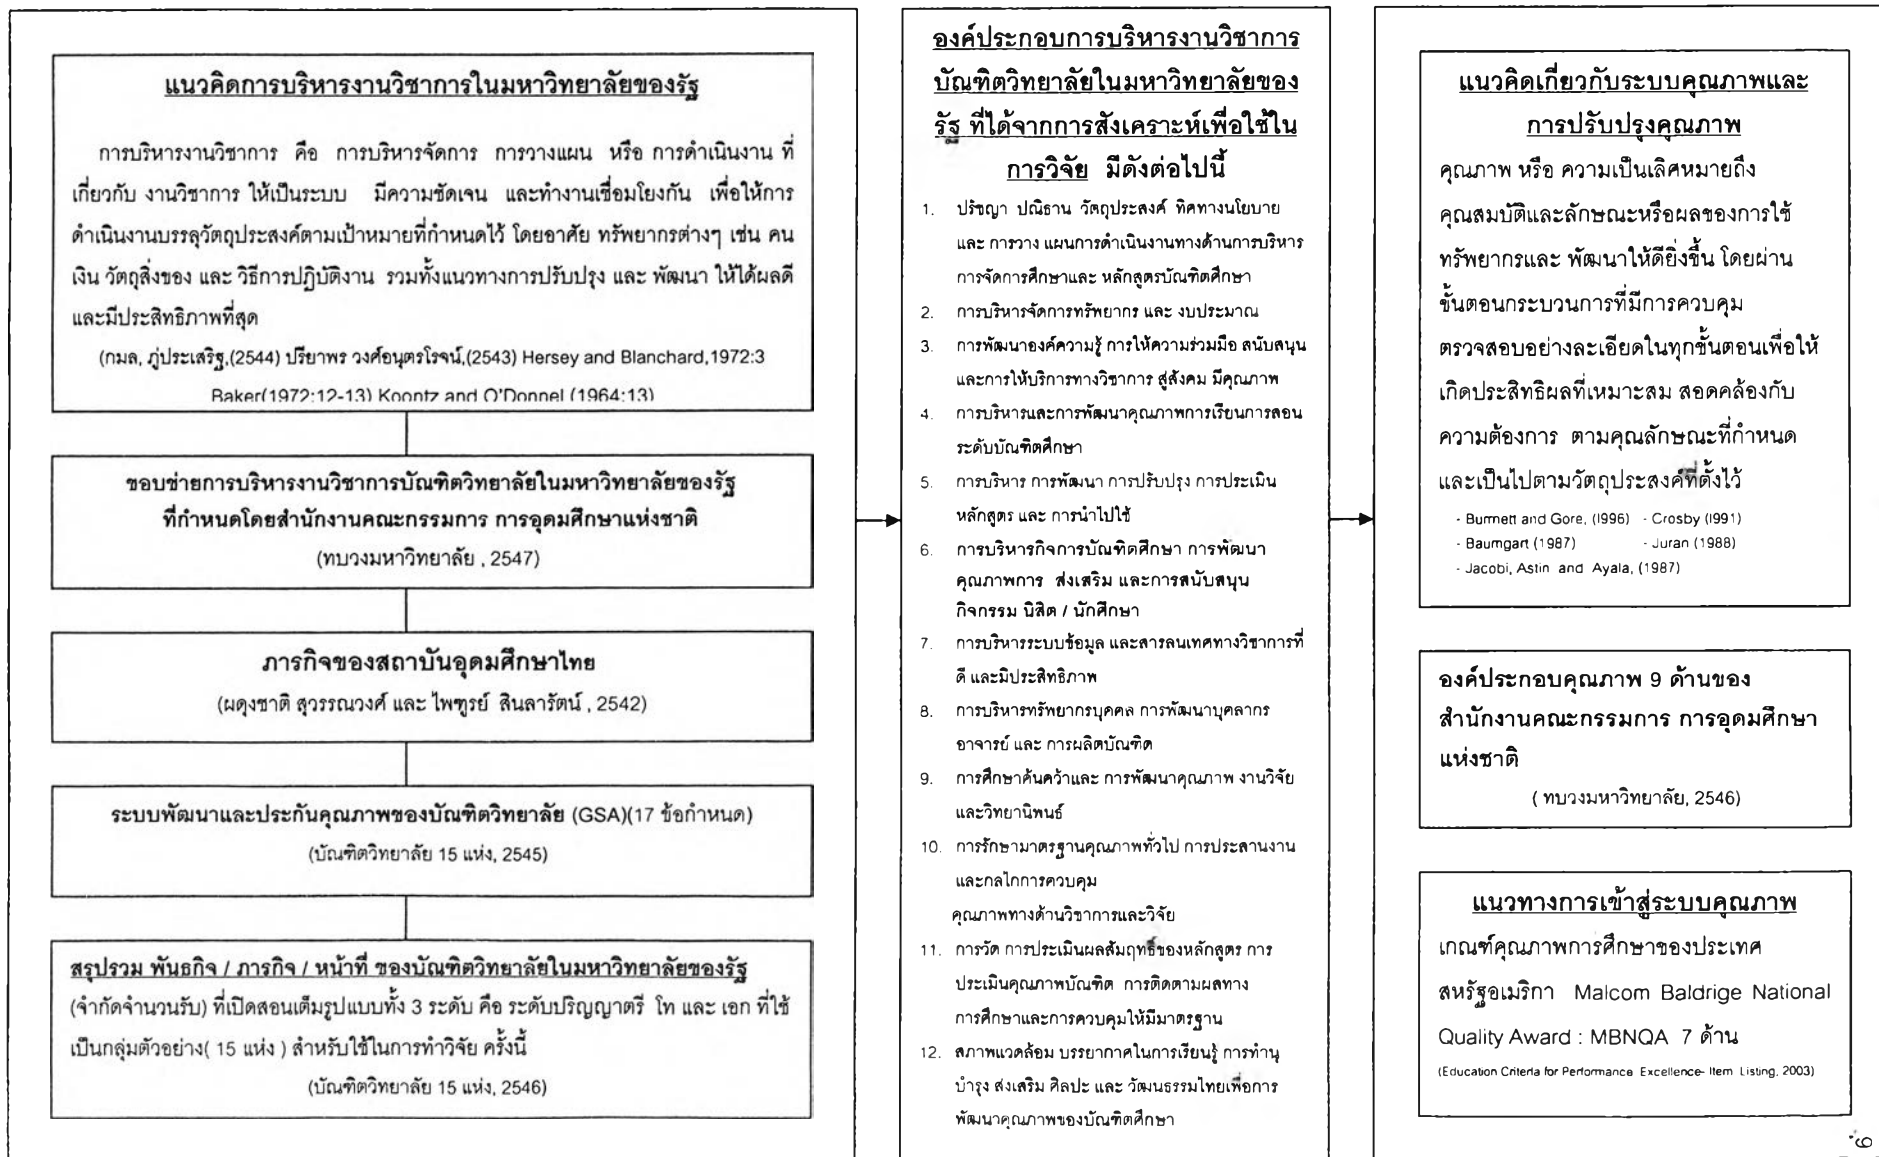 แนวคิดการบริหารงานวิชาการในมหาวิทยาลัยของรัฐ
การบริหารงานวิชาการ คือ การบริหารจัดการ การวางแผน หรือ การดำเนินงาน ที่
เกี่ยวกับ งานวิชาการ ให้เป็นระบบ มีความชัดเจน และทำงานเชื่อมโยงกัน เพื่อให้การ
ดำเนินงานบรรลุวัตถุประสงค์ตามเป้าหมายที่กำหนดไว้ โดยอาศัย ทรัพยากรต่างๆ เช่น คน
เงิน วัตถุสิ่งของ และ วิธีการปฏิบัติงาน รวมทั้งแนวทางการปรับปรุง และ พัฒนา ให้ได้ผลดี
และมีประสิทธิภาพที่สุด
(กมล, ภู่ประเสริฐ,(2544) ปรียาพร วงศ์อนุตรโรจน์,(2543) Hersey and Blanchard,1972:3
Baker(1972:12-13) Koontz and O'Donnel (1964:13)
ขอบข่ายการบริหารงานวิชาการบัณฑิตวิทยาลัยในมหาวิทยาลัยของรัฐ
ที่กำหนดโดยสำนักงานคณะกรรมการ การอุดมศึกษาแห่งชาติ
(ทบวงมหาวิทยาลัย , 2547)
ภารกิจของสถาบันอุดมศึกษาไทย
(ผดุงชาติ สุวรรณวงศ์ และ ไพฑูรย์ สินลารัตน์ , 2542)
ระบบพัฒนาและประกันคุณภาพของบัณฑิตวิทยาลัย (GSA)(17 ข้อกำหนด)
(บัณฑิตวิทยาลัย 15 แห่ง, 2545)
สรุปรวม พันธกิจ / ภารกิจ / หน้าที่ ของบัณฑิตวิทยาลัยในมหาวิทยาลัยของรัฐ
(จำกัดจำนวนรับ) ที่เปิดสอนเต็มรูปแบบทั้ง 3 ระดับ คือ ระดับปริญญาตรี โท และ เอก ที่ใช้
เป็นกลุ่มตัวอย่าง( 15 แห่ง ) สำหรับใช้ในการทำวิจัย ครั้งนี้
(บัณฑิตวิทยาลัย 15 แห่ง, 2546)
องค์ประกอบการบริหารงานวิชาการ
บัณฑิตวิทยาลัยในมหาวิทยาลัยของ
รัฐ ที่ได้จากการสังเคราะห์เพื่อใช้ใน
การวิจัย มีดังต่อไปนี้
1. ปรัชญา ปณิธาน วัตถุประสงค์ ทิศทางนโยบาย
และ การวาง แผนการดำเนินงานทางด้านการบริหาร
การจัดการศึกษาและ หลักสูตรบัณฑิตศึกษา
2. การบริหารจัดการทรัพยากร และ งบประมาณ
3. การพัฒนาองค์ความรู้ การให้ความร่วมมือ สนับสนุน
และการให้บริการทางวิชาการ สู่สังคม มีคุณภาพ
4. การบริหารและการพัฒนาคุณภาพการเรียนการสอน
ระดับบัณฑิตศึกษา
5. การบริหาร การพัฒนา การปรับปรุง การประเมิน
หลักสูตร และ การนำไปใช้
6. การบริหารกิจการบัณฑิตศึกษา การพัฒนา
คุณภาพการ ส่งเสริม และการสนับสนุน
กิจกรรม นิสิต / นักศึกษา
7. การบริหารระบบข้อมูล และสารสนเทศทางวิชาการที่
ดี และมีประสิทธิภาพ
8. การบริหารทรัพยากรบุคคล การพัฒนาบุคลากร
อาจารย์ และ การผลิตบัณฑิต
9. การศึกษาค้นคว้าและ การพัฒนาคุณภาพ งานวิจัย
และวิทยานิพนธ์
10. การรักษามาตรฐานคุณภาพทั่วไป การประสานงาน
และกลไกการควบคุม
คุณภาพทางด้านวิชาการและวิจัย
11. การวัด การประเมินผลสัมฤทธิ์ของหลักสูตร การ
ประเมินคุณภาพบัณฑิต การติดตามผลทาง
การศึกษาและการควบคุมให้มีมาตรฐาน
12. สภาพแวดล้อม บรรยากาศในการเรียนรู้ การทำนุ
บำรุง ส่งเสริม ศิลปะ และ วัฒนธรรมไทยเพื่อการ
พัฒนาคุณภาพของบัณฑิตศึกษา
แนวคิดเกี่ยวกับระบบคุณภาพและ
การปรับปรุงคุณภาพ
คุณภาพ หรือ ความเป็นเลิศหมายถึง
คุณสมบัติและลักษณะหรือผลของการใช้
ทรัพยากรและ พัฒนาให้ดียิ่งขึ้น โดยผ่าน
ขั้นตอนกระบวนการที่มีการควบคุม
ตรวจสอบอย่างละเอียดในทุกขั้นตอนเพื่อให้
เกิดประสิทธิผลที่เหมาะสม สอดคล้องกับ
ความต้องการ ตามคุณลักษณะที่กำหนด
และเป็นไปตามวัตถุประสงค์ที่ตั้งไว้
- Burnett and Gore, (1996) - Crosby (1991)
- Baumgart (1987) - Juran (1988)
- Jacobi, Astin and Ayala, (1987)
องค์ประกอบคุณภาพ 9 ด้านของ
สำนักงานคณะกรรมการ การอุดมศึกษา
แห่งชาติ
( ทบวงมหาวิทยาลัย, 2546)
แนวทางการเข้าสู่ระบบคุณภาพ
เกณฑ์คุณภาพการศึกษาของประเทศ
สหรัฐอเมริกา Malcom Baldrige National
Quality Award : MBNQA 7 ด้าน
(Education Criteria for Performance Excellence- Item Listing, 2003)